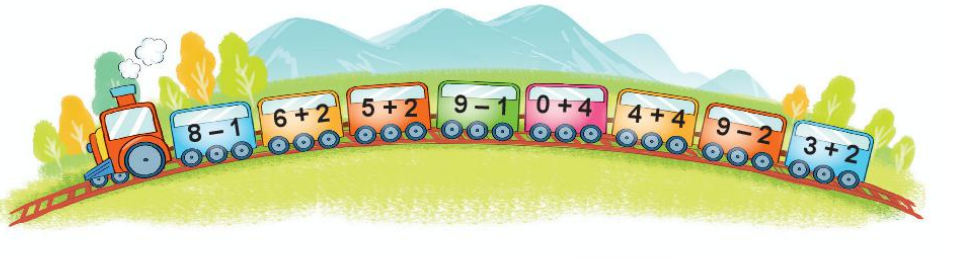 8 – 1 6 + 2 5 + 2 9 – 1 0 + 4 4 + 4 9 – 2 3 + 2